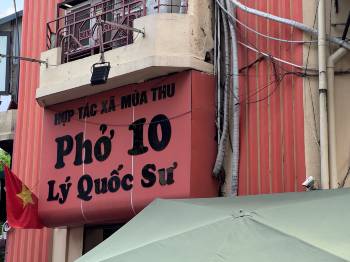 HỢP TÁC XÃ MÙA THU
Phở 10
Lý Quốc Sư